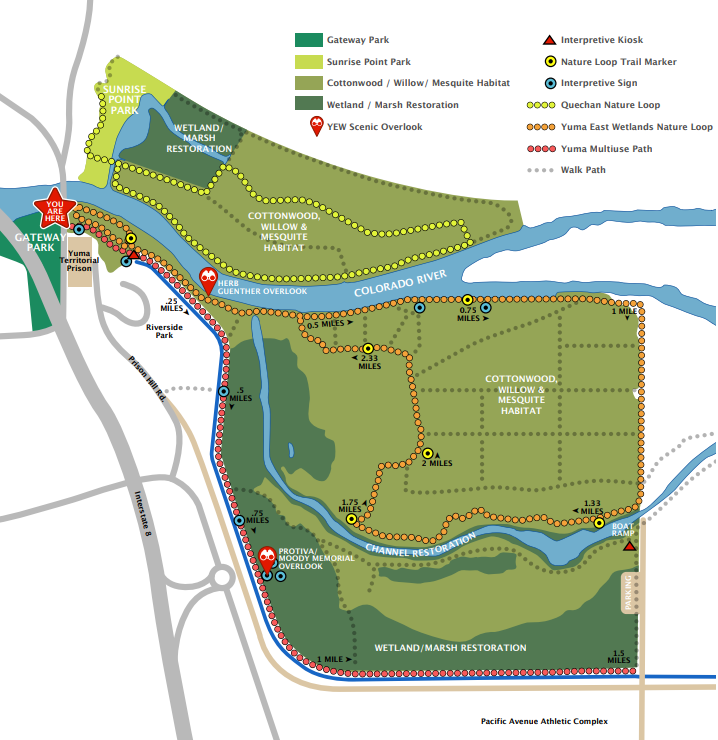 Gateway Park
Sunrise Point Park
Cottonwood / Willow/ Mesquite Habitat
Wetland / Marsh Restoration
YEW Scenic Overlook
Interpretive Kiosk
Nature Loop Trail Marker
Interpretive Sign
Quechan Nature Loop
Yuma East Wetlands Nature Loop
Yuma Multiuse Path
Walk Path
SUNRISE
POINT
PARK
WETLAND/
MARSH
RESTORATION
YOU
ARE
HERE
GATEWAY
PARK
Yuma
Territorial
Prison
COTTONWOOD,
WILLOW &
MESQUITE
HABITAT
HERB
GUENTHER OVERLOOK
COLORADO RIVER
.25
MILES
Riverside
Park
0.5 MILES
0.75
MILES
1 MILE
2.33
MILES
Prison Hill Rd.
.5
MILES
COTTONWOOD,
WILLOW &
MESQUITE
HABITAT
2 MILES
1.75
MILES
1.33
MILES
Interstate 8
.75
MILES
BOAT
RAMP
CHANNEL RESTORATION
PROTIVA/
MOODY MEMORIAL
OVERLOOK
PARKING
WETLAND/MARSH RESTORATION
1 MILE
1.5
MILES
Pacific Avenue Athletic Complex